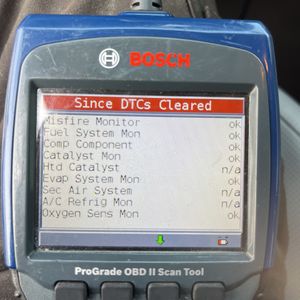 BOSCH
Since DTCs Cleared
Misfire Monitor ok
Fuel System Mon ok
Comp Component ok
Catalyst Mon ok
Htd Catalyst n/a
Evap System Mon ok
Sec Air System n/a
A/C Refrig Mon n/a
Oxygen Sens Mon ok
ProGrade OBD II Scan Tool